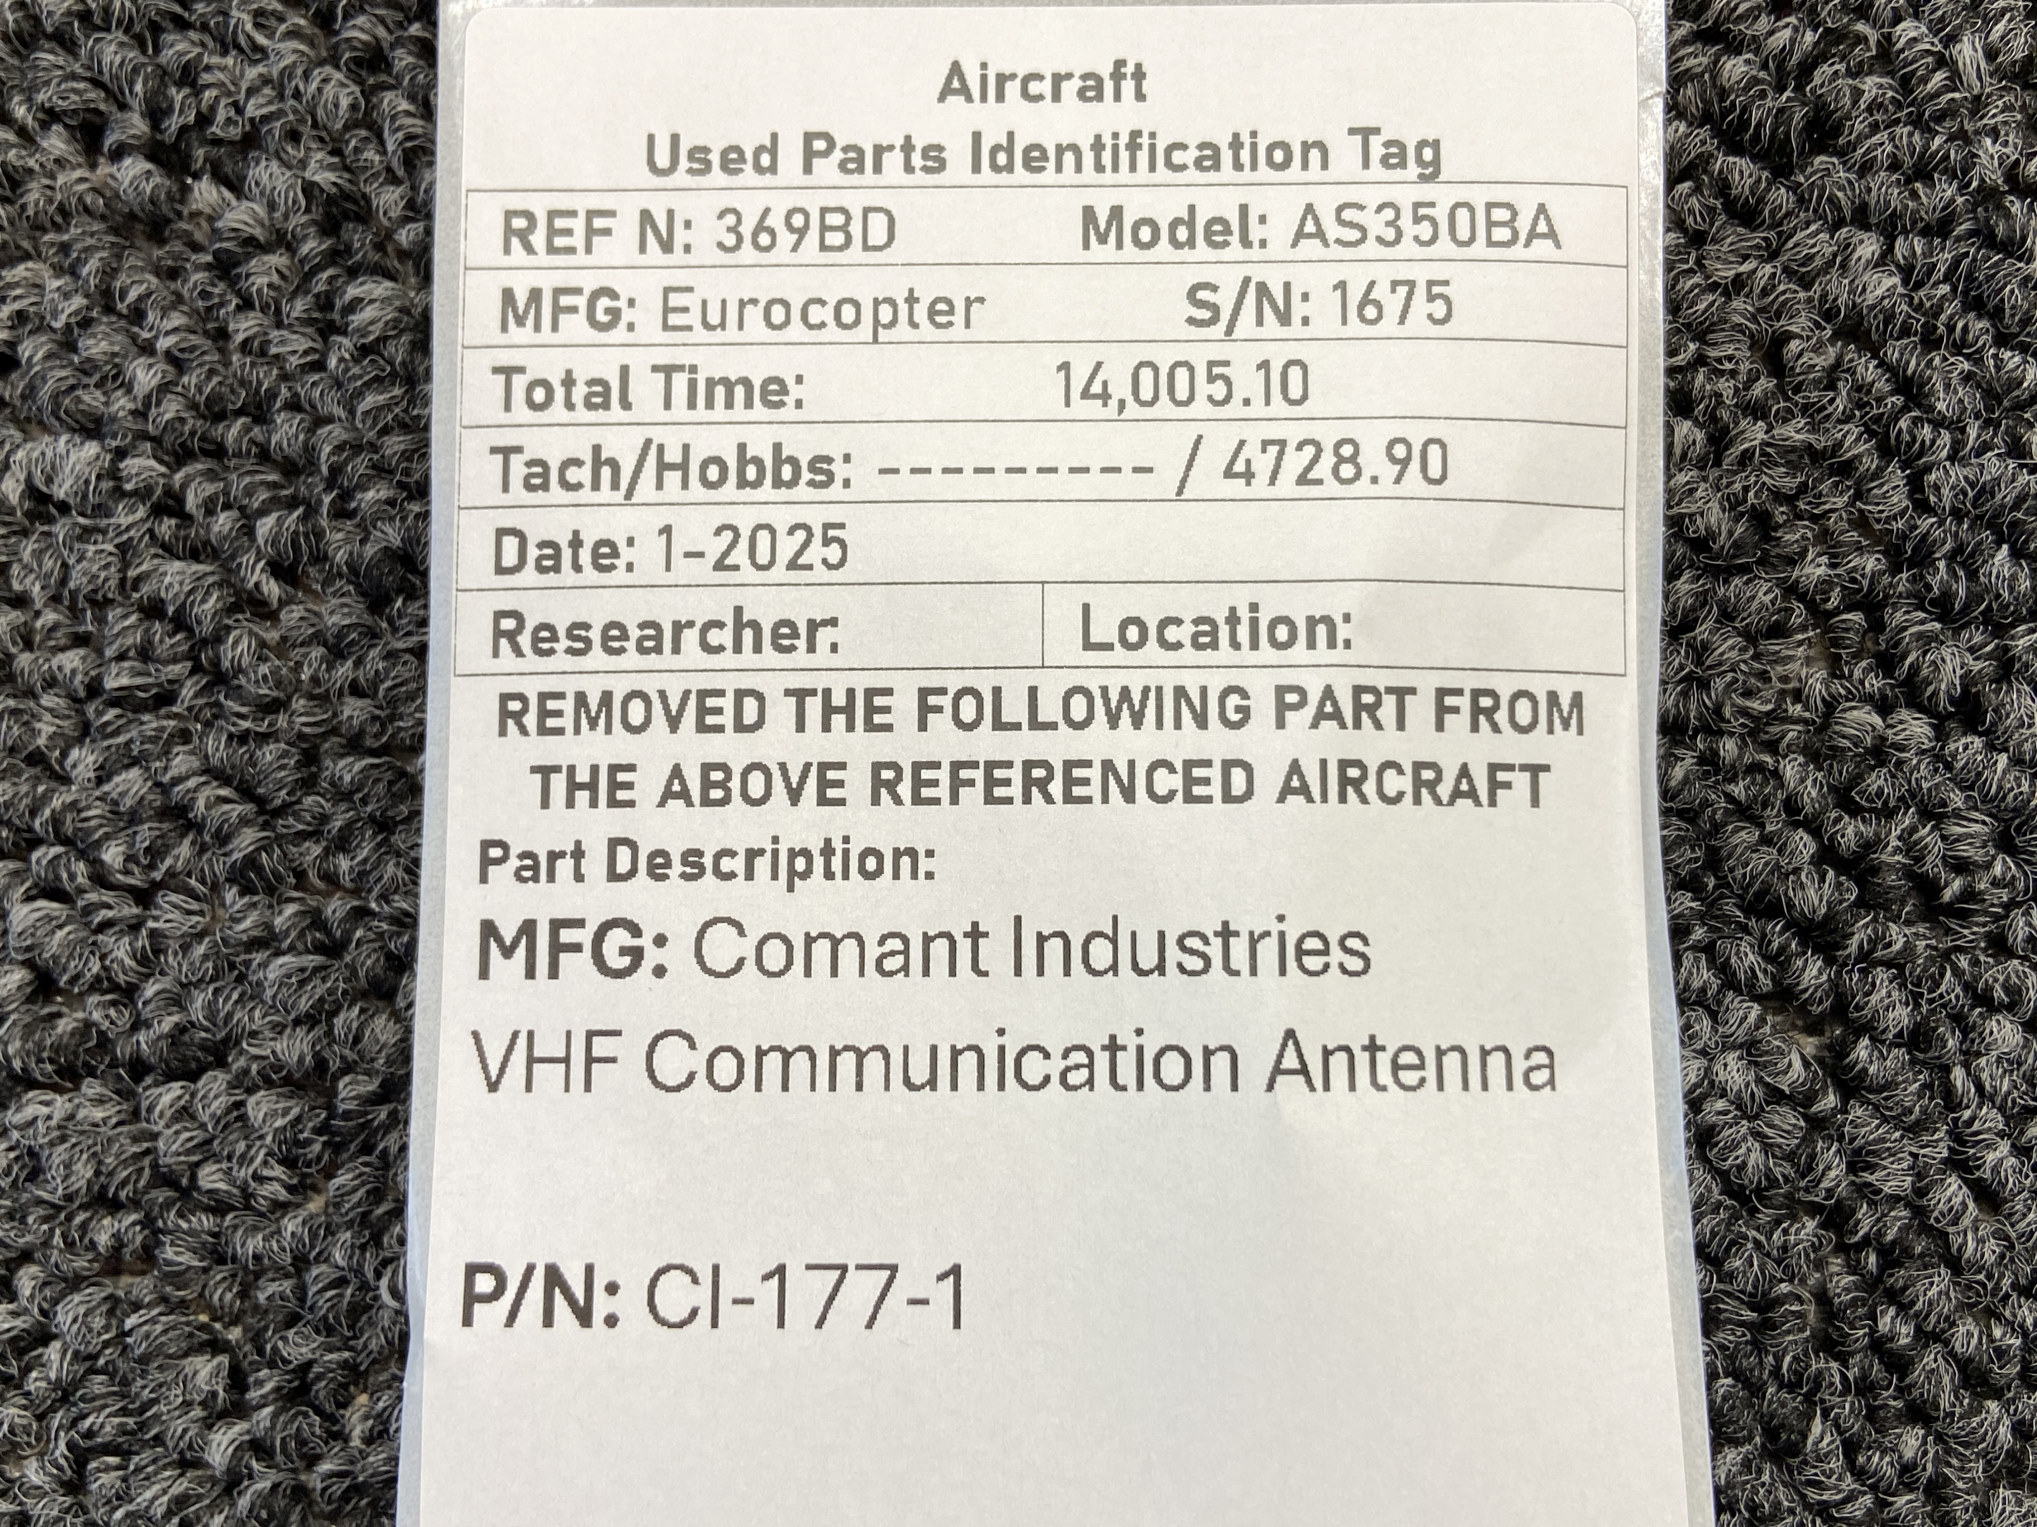 Aircraft
Used Parts Identification Tag
REF N: 369BD Model: AS350BA
MFG: Eurocopter S/N: 1675
Total Time: 14,005.10
Tach/Hobbs: --------- / 4728.90
Date: 1-2025
Researcher: Location:
REMOVED THE FOLLOWING PART FROM
THE ABOVE REFERENCED AIRCRAFT
Part Description:
MFG: Comant Industries
VHF Communication Antenna
P/N: CI-177-1